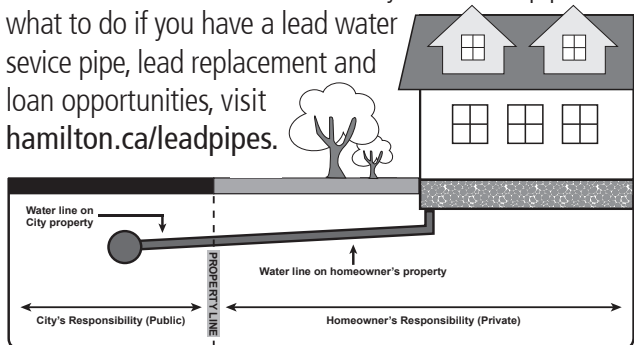 what to do if you have a lead water
sevice pipe, lead replacement and
loan opportunities, visit
hamilton.ca/leadpipes.
Water line on
City property
PROPERTY LINE
Water line on homeowner's property
City's Responsibility (Public)
Homeowner's Responsibility (Private)